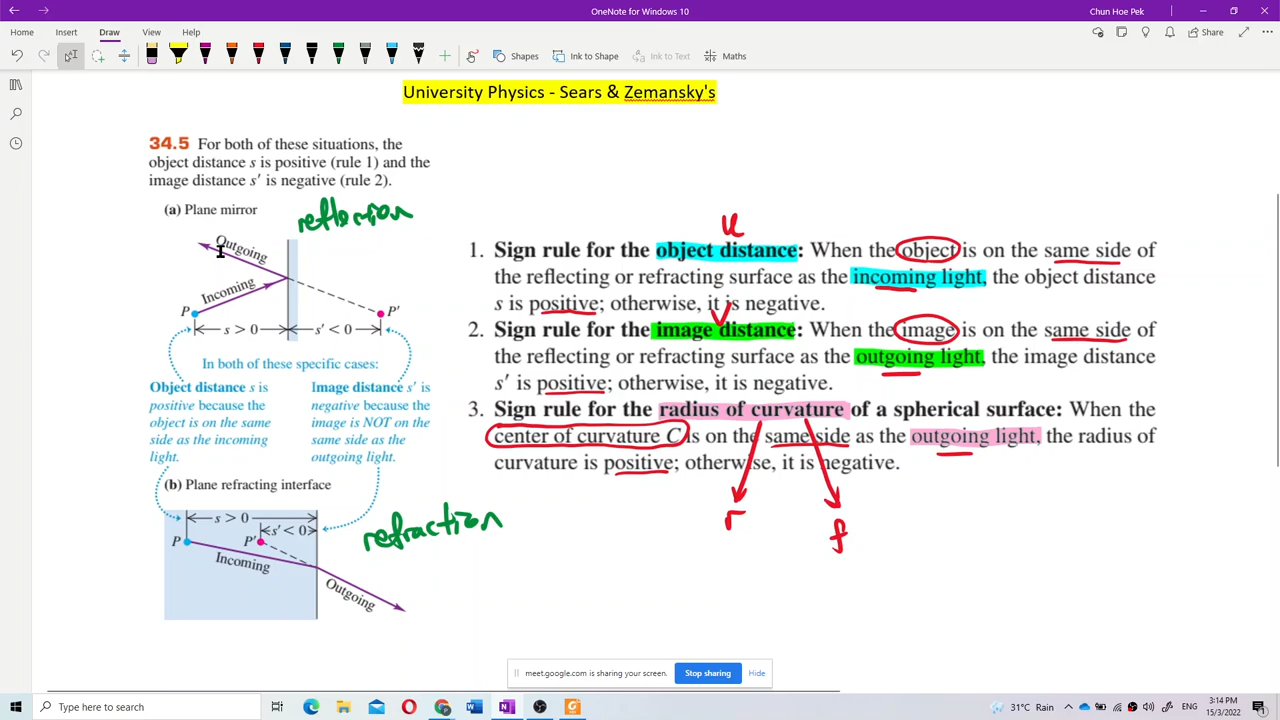 OneNote for Windows 10
Chun Hoe Pek
Home Insert Draw View Help
Share
Shapes Ink to Shape Ink to Text Maths
University Physics - Sears & Zemansky's
34.5 For both of these situations, the
object distance s is positive (rule 1) and the
image distance s′ is negative (rule 2).
(a) Plane mirror
reflection
Outgoing
Incoming
P
P′
s > 0
s′ < 0
In both of these specific cases:
Object distance s is
positive because the
object is on the same
side as the incoming
light.
Image distance s′ is
negative because the
image is NOT on the
same side as the
outgoing light.
(b) Plane refracting interface
refraction
s > 0
s′ < 0
P
P′
Incoming
Outgoing
u
1. Sign rule for the object distance: When the object is on the same side of
the reflecting or refracting surface as the incoming light, the object distance
s is positive; otherwise, it is negative.
v
2. Sign rule for the image distance: When the image is on the same side of
the reflecting or refracting surface as the outgoing light, the image distance
s′ is positive; otherwise, it is negative.
3. Sign rule for the radius of curvature of a spherical surface: When the
center of curvature C is on the same side as the outgoing light, the radius of
curvature is positive; otherwise, it is negative.
r
f
meet.google.com is sharing your screen. Stop sharing Hide
Type here to search
31°C Rain
ENG
3:14 PM
15/3/2022